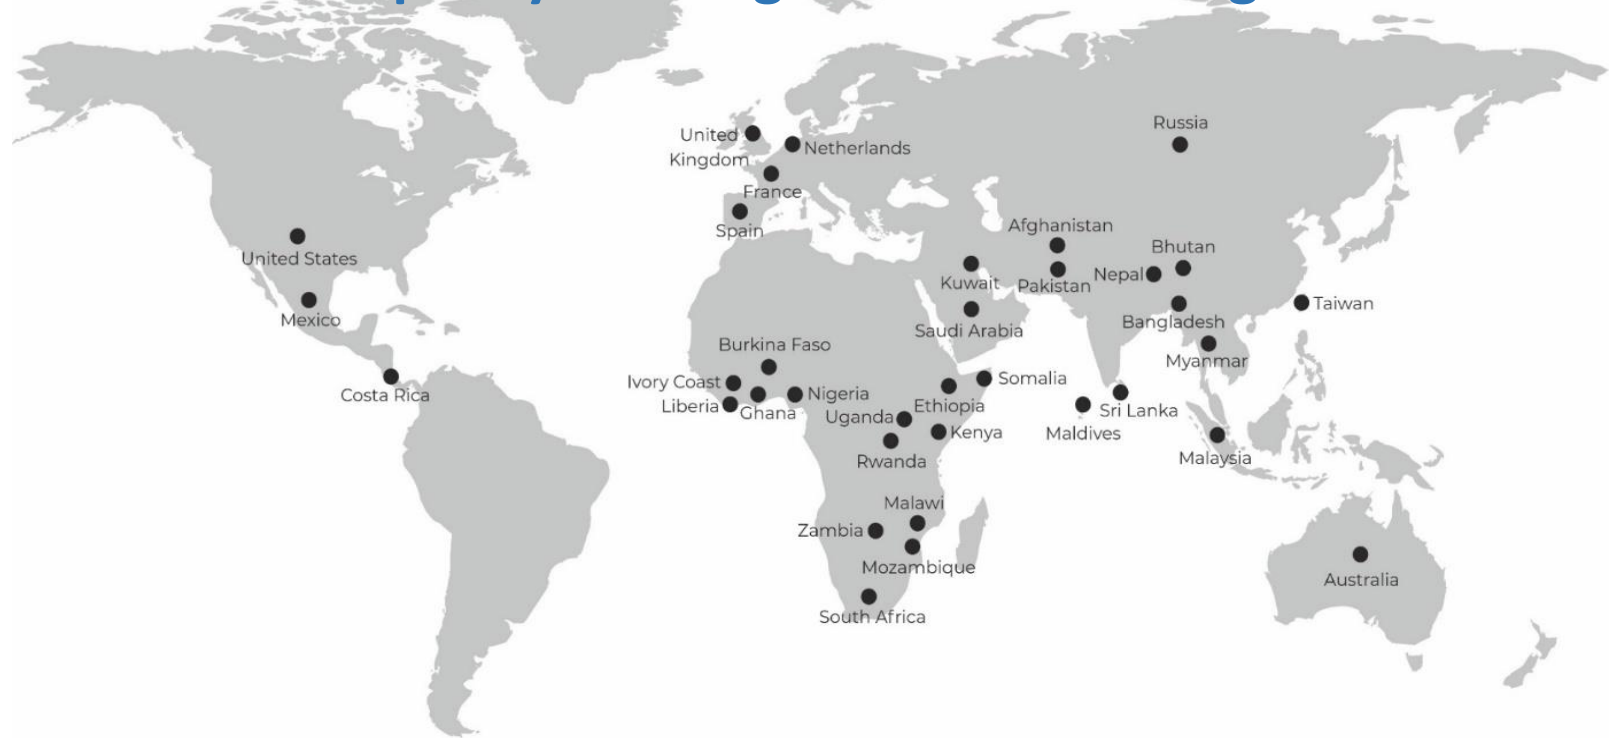 Russia
United
Kingdom
Netherlands
France
Spain
Afghanistan
Bhutan
United States
Kuwait
Pakistan
Nepal
Mexico
Saudi Arabia
Bangladesh
Taiwan
Burkina Faso
Myanmar
Costa Rica
Ivory Coast
Liberia
Ghana
Nigeria
Somalia
Ethiopia
Uganda
Kenya
Rwanda
Maldives
Sri Lanka
Malaysia
Malawi
Zambia
Mozambique
South Africa
Australia